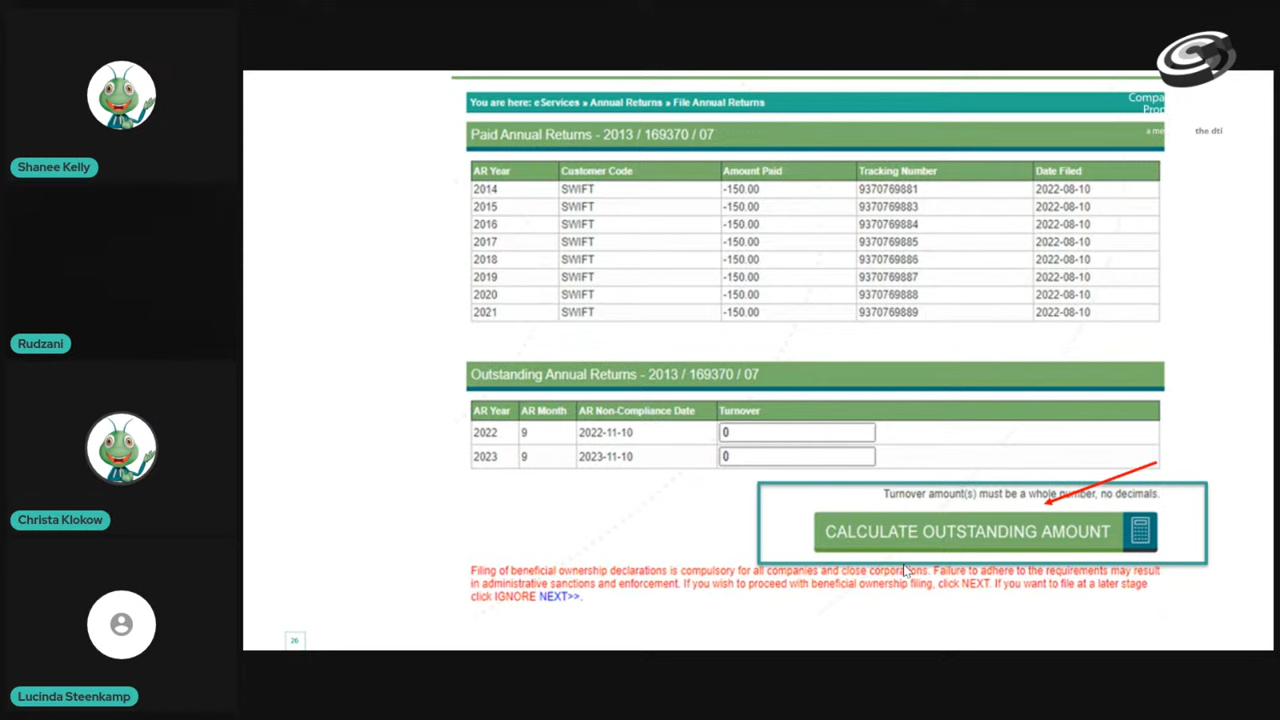 Shanee Kelly
Rudzani
Christa Klokow
Lucinda Steenkamp
Compa
Prop
a me
the dti
You are here: eServices » Annual Returns » File Annual Returns
Paid Annual Returns - 2013 / 169370 / 07
AR Year Customer Code Amount Paid Tracking Number Date Filed
2014 SWIFT -150.00 9370769881 2022-08-10
2015 SWIFT -150.00 9370769883 2022-08-10
2016 SWIFT -150.00 9370769884 2022-08-10
2017 SWIFT -150.00 9370769885 2022-08-10
2018 SWIFT -150.00 9370769886 2022-08-10
2019 SWIFT -150.00 9370769887 2022-08-10
2020 SWIFT -150.00 9370769888 2022-08-10
2021 SWIFT -150.00 9370769889 2022-08-10
Outstanding Annual Returns - 2013 / 169370 / 07
AR Year AR Month AR Non-Compliance Date Turnover
2022 9 2022-11-10 0
2023 9 2023-11-10 0
Turnover amount(s) must be a whole number, no decimals.
CALCULATE OUTSTANDING AMOUNT
Filing of beneficial ownership declarations is compulsory for all companies and close corporations. Failure to adhere to the requirements may result
in administrative sanctions and enforcement. If you wish to proceed with beneficial ownership filing, click NEXT. If you want to file at a later stage
click IGNORE NEXT>>.
26